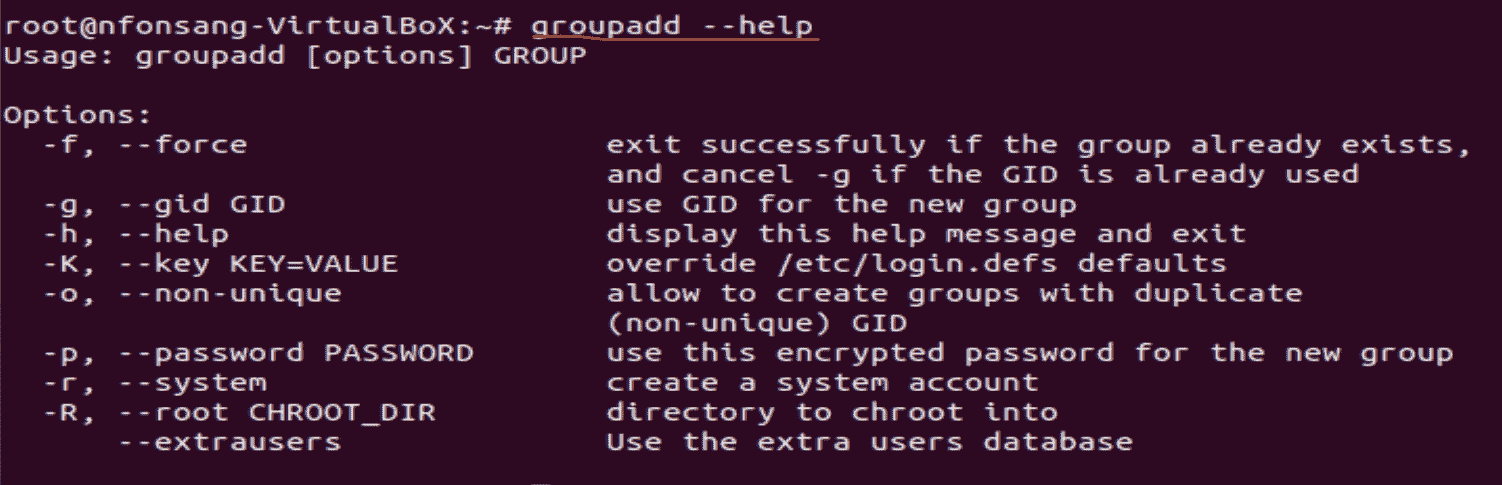 root@nfonsang-VirtualBoX:~# groupadd --help
Usage: groupadd [options] GROUP

Options:
  -f, --force                   exit successfully if the group already exists,
                                and cancel -g if the GID is already used
  -g, --gid GID                 use GID for the new group
  -h, --help                    display this help message and exit
  -K, --key KEY=VALUE           override /etc/login.defs defaults
  -o, --non-unique              allow to create groups with duplicate
                                (non-unique) GID
  -p, --password PASSWORD       use this encrypted password for the new group
  -r, --system                  create a system account
  -R, --root CHROOT_DIR         directory to chroot into
      --extrausers              Use the extra users database